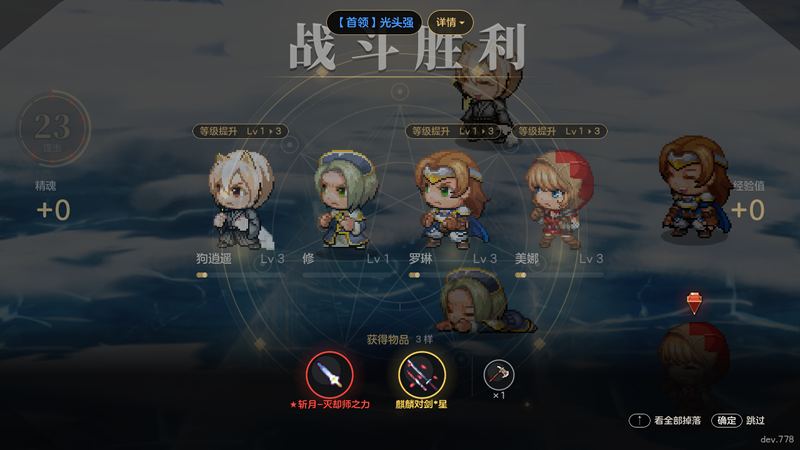 【首领】光头强
详情
战斗胜利
23
等级提升 Lv 1 3
等级提升 Lv 1 3
等级提升 Lv 1 3
精魂
+0
经验值
+0
狗逍遥 Lv 3
修 Lv 1
罗琳 Lv 3
美娜 Lv 3
获得物品 3 样
★斩月-灭却师之力
麒麟对剑*星
×1
↑ 看全部掉落 确定 跳过
dev.778